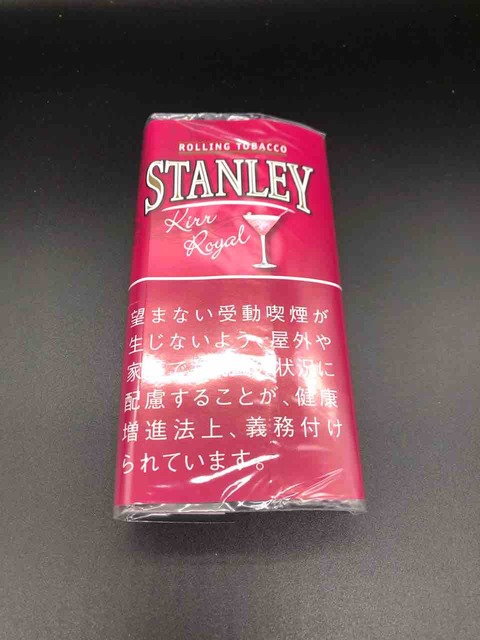 ROLLING TOBACCO
STANLEY
Kirr
Royal
望まない受動喫煙が
生じないよう、屋外や
家で状況に
配慮することが、健康
増進法上、義務付け
られています。